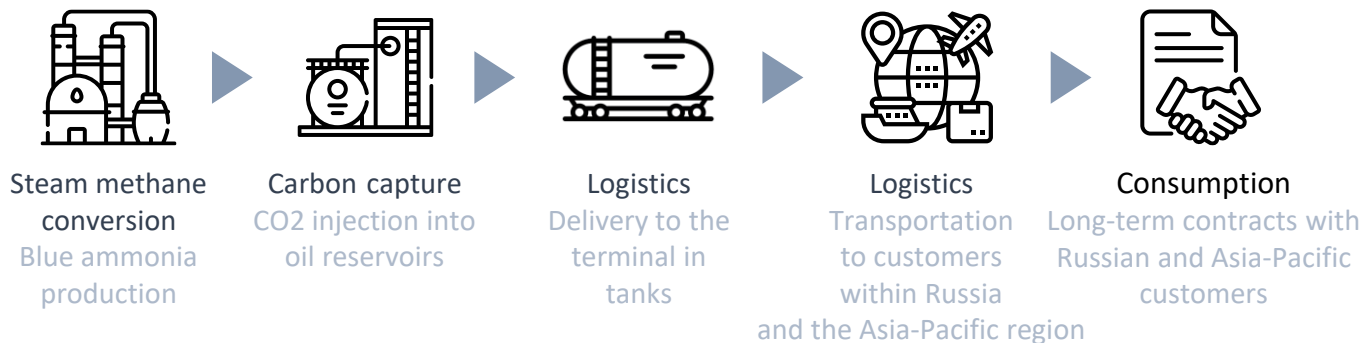 Steam methane
conversion
Blue ammonia
production
Carbon capture
CO2 injection into
oil reservoirs
Logistics
Delivery to the
terminal in
tanks
Logistics
Transportation
to customers
within Russia
and the Asia-Pacific region
Consumption
Long-term contracts with
Russian and Asia-Pacific
customers